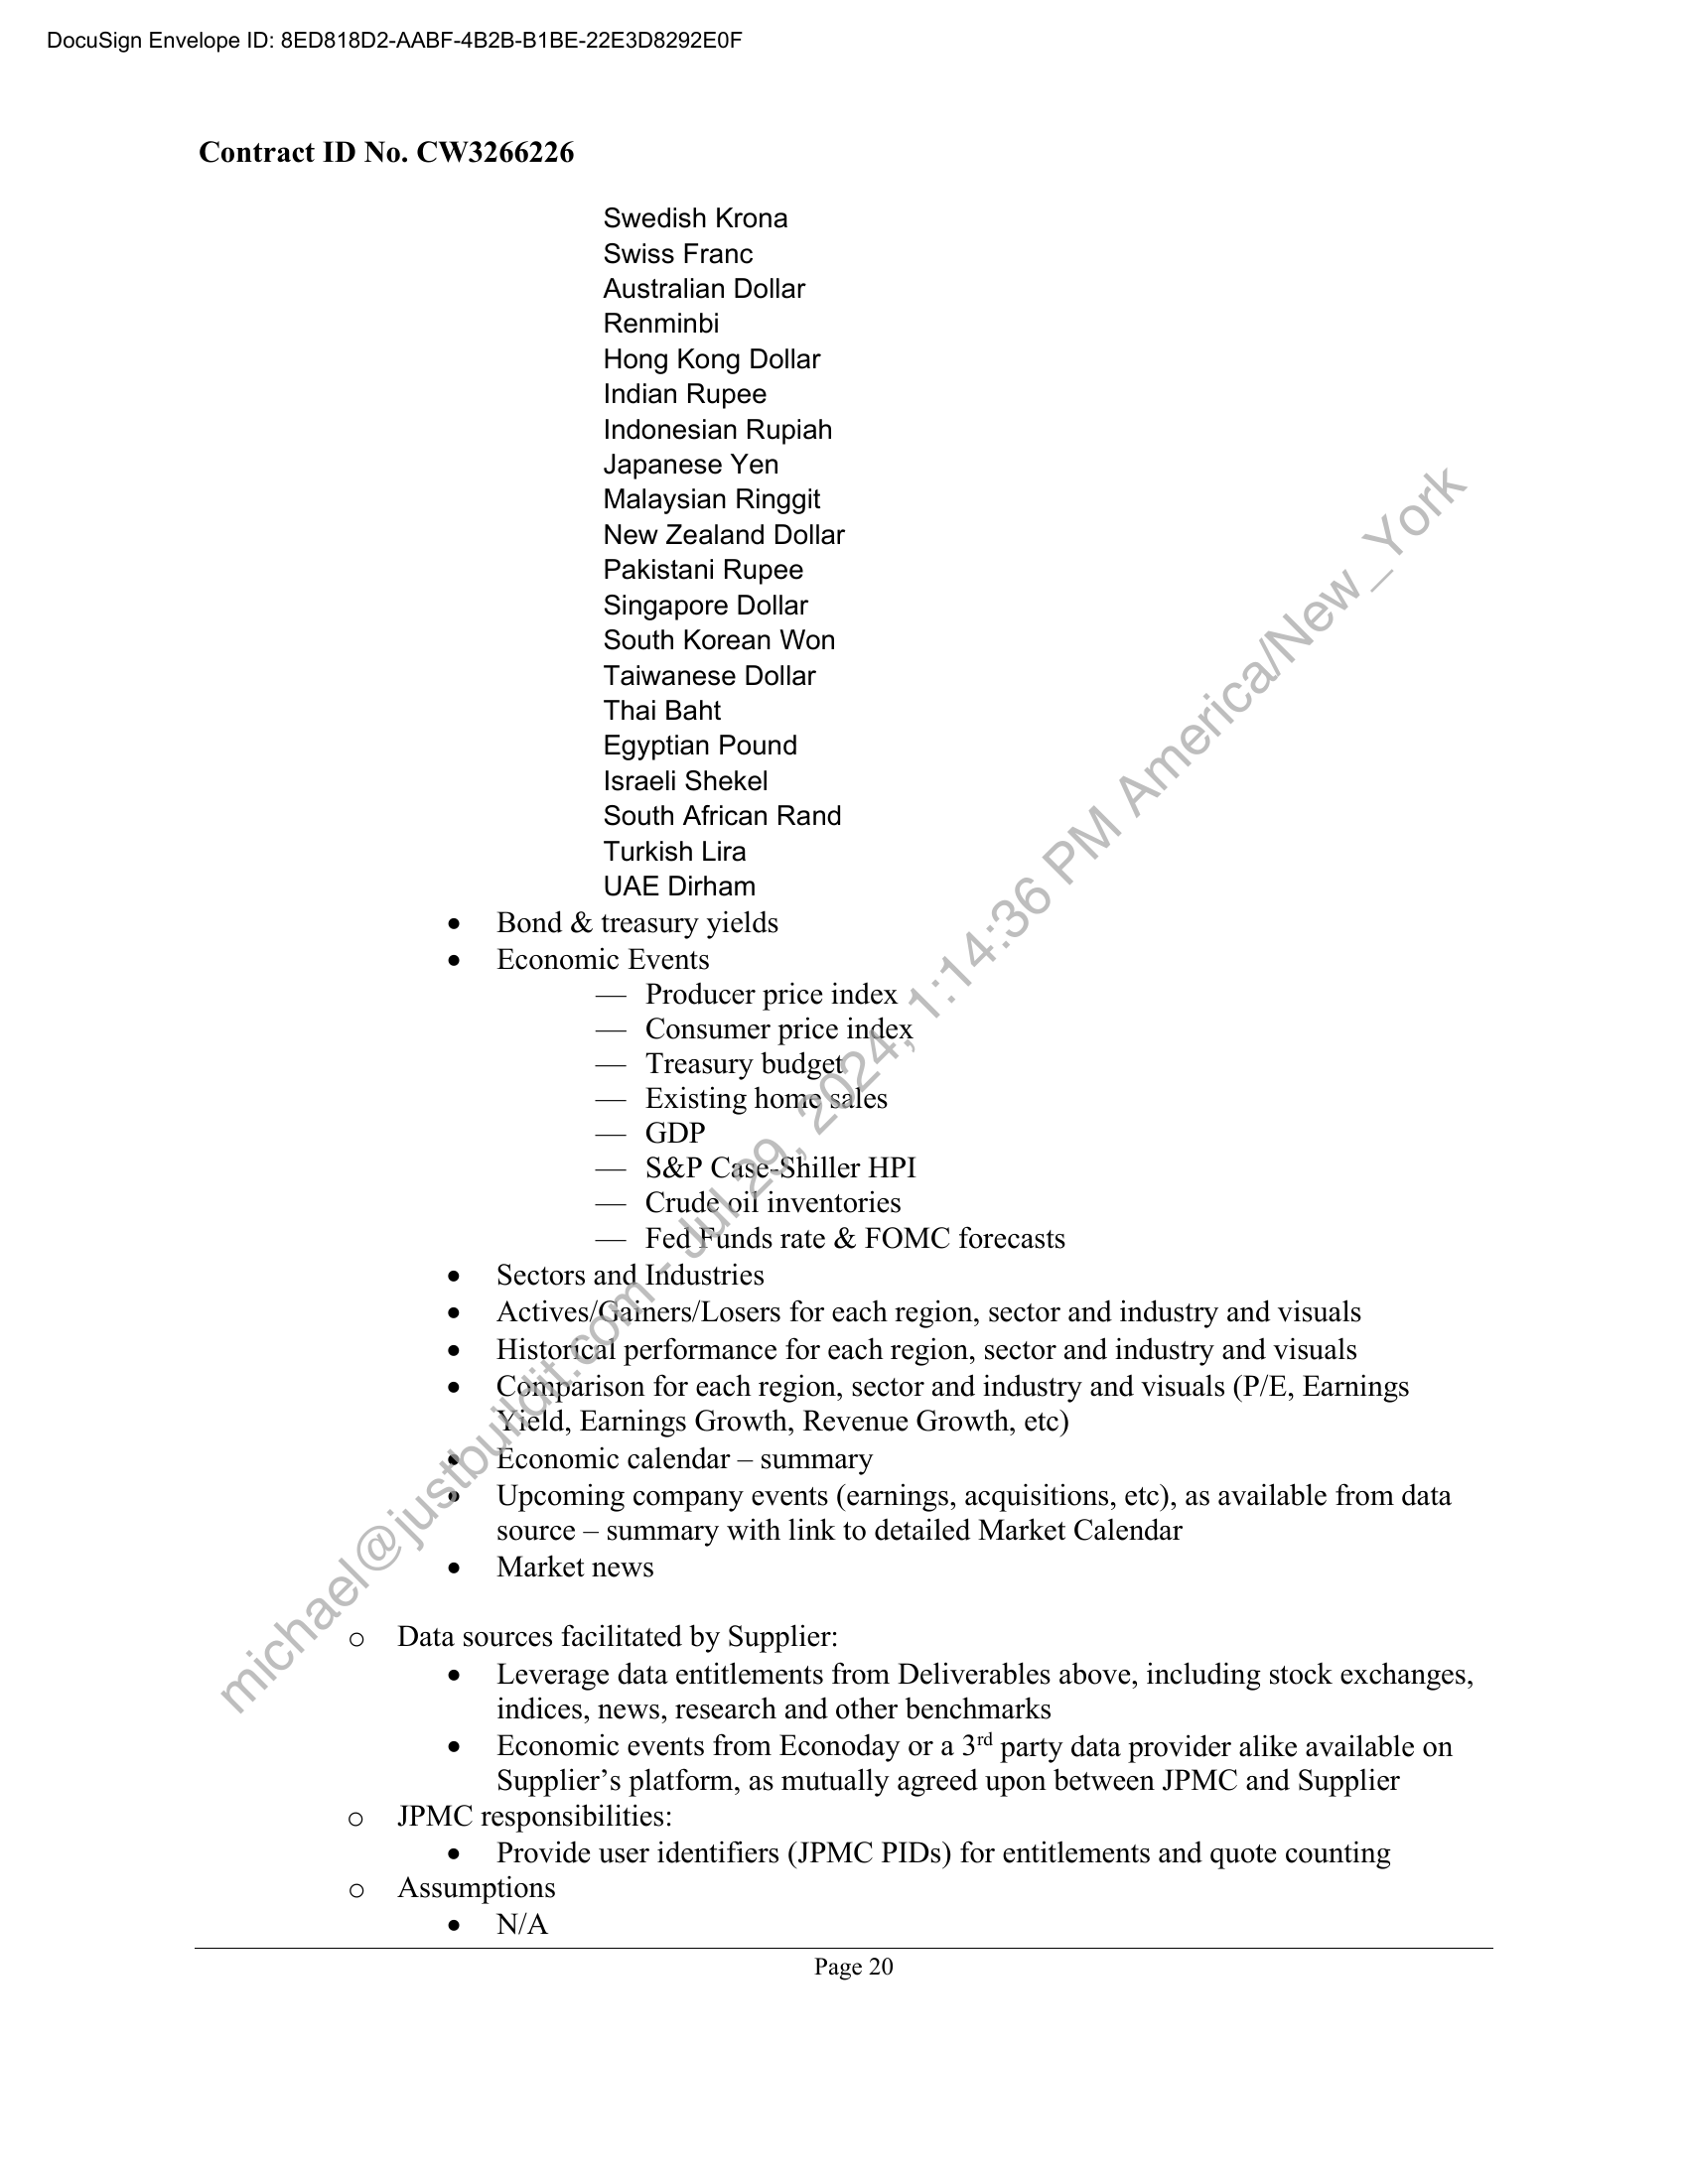 DocuSign Envelope ID: 8ED818D2-AABF-4B2B-B1BE-22E3D8292E0F
Contract ID No. CW3266226
Swedish Krona
Swiss Franc
Australian Dollar
Renminbi
Hong Kong Dollar
Indian Rupee
Indonesian Rupiah
Japanese Yen
Malaysian Ringgit
New Zealand Dollar
Pakistani Rupee
Singapore Dollar
South Korean Won
Taiwanese Dollar
Thai Baht
Egyptian Pound
Israeli Shekel
South African Rand
Turkish Lira
UAE Dirham
• Bond & treasury yields
• Economic Events
— Producer price index
— Consumer price index
— Treasury budget
— Existing home sales
— GDP
— S&P Case-Shiller HPI
— Crude oil inventories
— Fed Funds rate & FOMC forecasts
• Sectors and Industries
• Actives/Gainers/Losers for each region, sector and industry and visuals
• Historical performance for each region, sector and industry and visuals
• Comparison for each region, sector and industry and visuals (P/E, Earnings
Yield, Earnings Growth, Revenue Growth, etc)
• Economic calendar – summary
• Upcoming company events (earnings, acquisitions, etc), as available from data
source – summary with link to detailed Market Calendar
• Market news
o Data sources facilitated by Supplier:
• Leverage data entitlements from Deliverables above, including stock exchanges,
indices, news, research and other benchmarks
• Economic events from Econoday or a 3rd party data provider alike available on
Supplier’s platform, as mutually agreed upon between JPMC and Supplier
o JPMC responsibilities:
• Provide user identifiers (JPMC PIDs) for entitlements and quote counting
o Assumptions
• N/A
Page 20
michael@justbuildit.com - Jul 29, 2024, 1:14:36 PM America/New_York